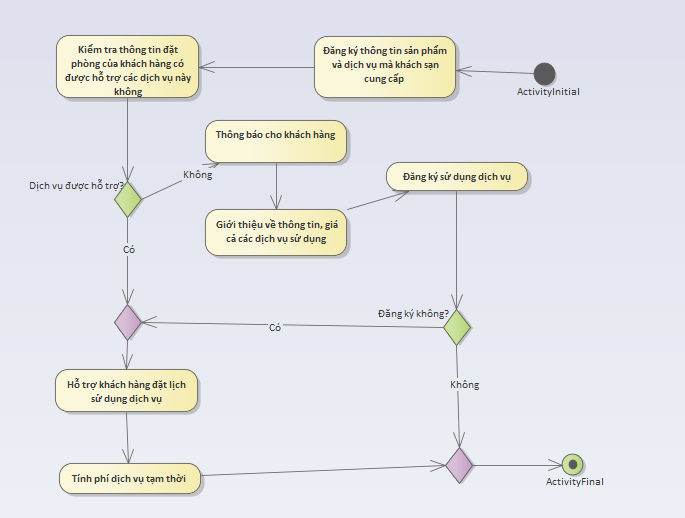 Kiểm tra thông tin đặt
phòng của khách hàng có
được hỗ trợ các dịch vụ này
không
Đăng ký thông tin sản phẩm
và dịch vụ mà khách sạn
cung cấp
ActivityInitial
Thông báo cho khách hàng
Không
Dịch vụ được hỗ trợ?
Đăng ký sử dụng dịch vụ
Giới thiệu về thông tin, giá
cả các dịch vụ sử dụng
Có
Đăng ký không?
Có
Không
Hỗ trợ khách hàng đặt lịch
sử dụng dịch vụ
Tính phí dịch vụ tạm thời
ActivityFinal